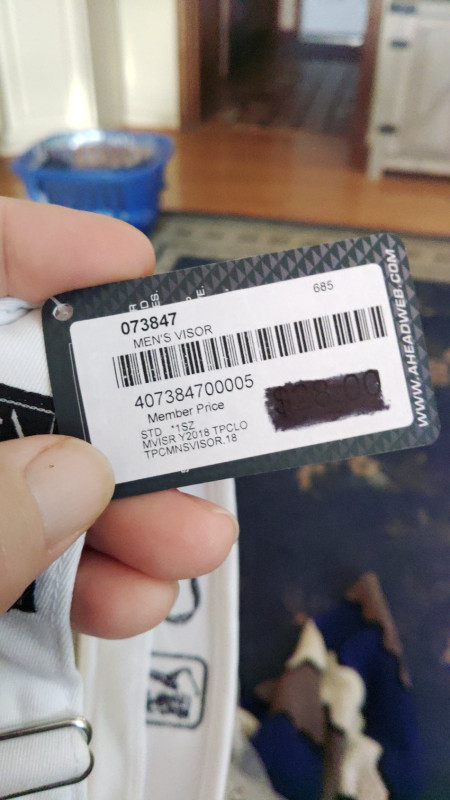 685
073847
MEN'S VISOR
407384700005
Member Price
STD *1SZ
MVISR Y2018 TPCLO
TPCMNSVISOR.18
WWW.AHEADWEB.COM